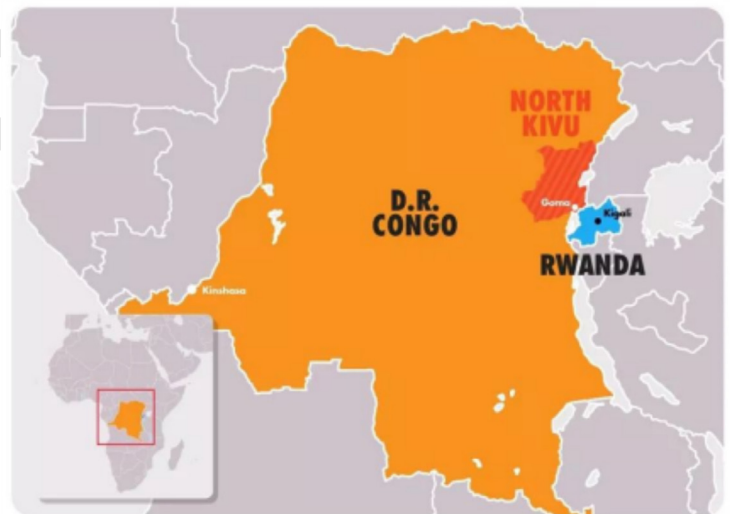 NORTH
KIVU
Goma
Kigali
D.R.
CONGO
RWANDA
Kinshasa